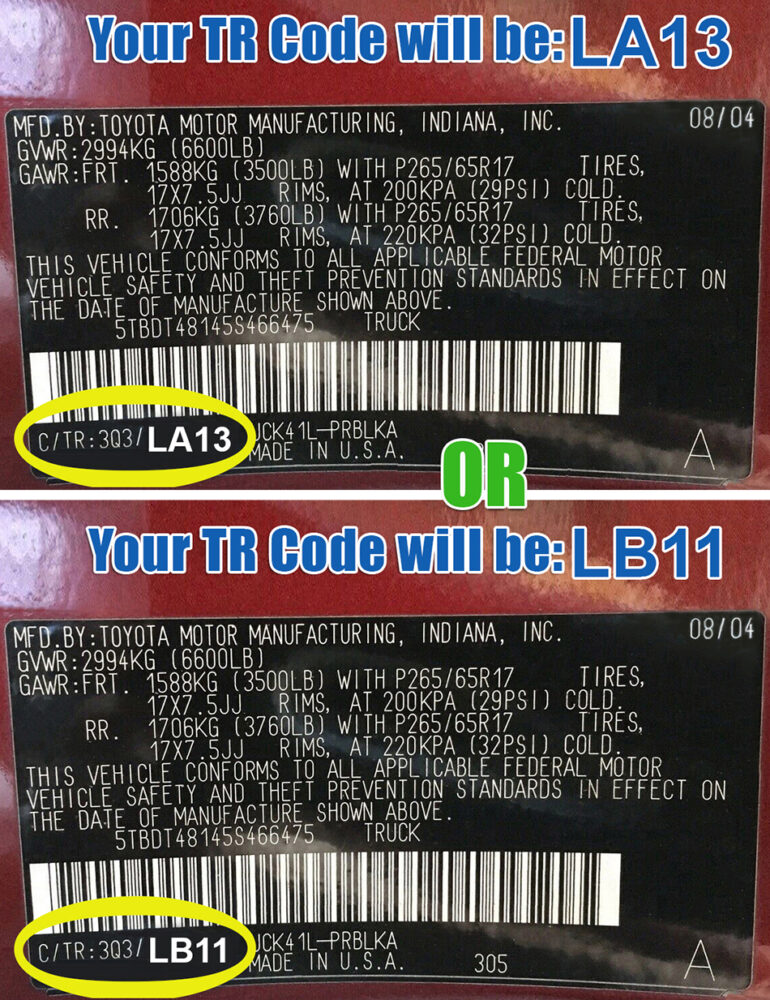 Your TR Code will be: LA13
MFD.BY:TOYOTA MOTOR MANUFACTURING, INDIANA, INC. 08/04
GVWR:2994KG (6600LB)
GAWR:FRT. 1588KG (3500LB) WITH P265/65R17 TIRES,
17X7.5JJ RIMS, AT 200KPA (29PSI) COLD.
RR. 1706KG (3760LB) WITH P265/65R17 TIRES,
17X7.5JJ RIMS, AT 220KPA (32PSI) COLD.
THIS VEHICLE CONFORMS TO ALL APPLICABLE FEDERAL MOTOR
VEHICLE SAFETY AND THEFT PREVENTION STANDARDS IN EFFECT ON
THE DATE OF MANUFACTURE SHOWN ABOVE.
5TBDT48145S466475 TRUCK
C/TR:3Q3/LA13 UCK41L-PRBLKA
MADE IN U.S.A. A
OR
Your TR Code will be: LB11
MFD.BY:TOYOTA MOTOR MANUFACTURING, INDIANA, INC. 08/04
GVWR:2994KG (6600LB)
GAWR:FRT. 1588KG (3500LB) WITH P265/65R17 TIRES,
17X7.5JJ RIMS, AT 200KPA (29PSI) COLD.
RR. 1706KG (3760LB) WITH P265/65R17 TIRES,
17X7.5JJ RIMS, AT 220KPA (32PSI) COLD.
THIS VEHICLE CONFORMS TO ALL APPLICABLE FEDERAL MOTOR
VEHICLE SAFETY AND THEFT PREVENTION STANDARDS IN EFFECT ON
THE DATE OF MANUFACTURE SHOWN ABOVE.
5TBDT48145S466475 TRUCK
C/TR:3Q3/LB11 UCK41L-PRBLKA
MADE IN U.S.A. 305 A